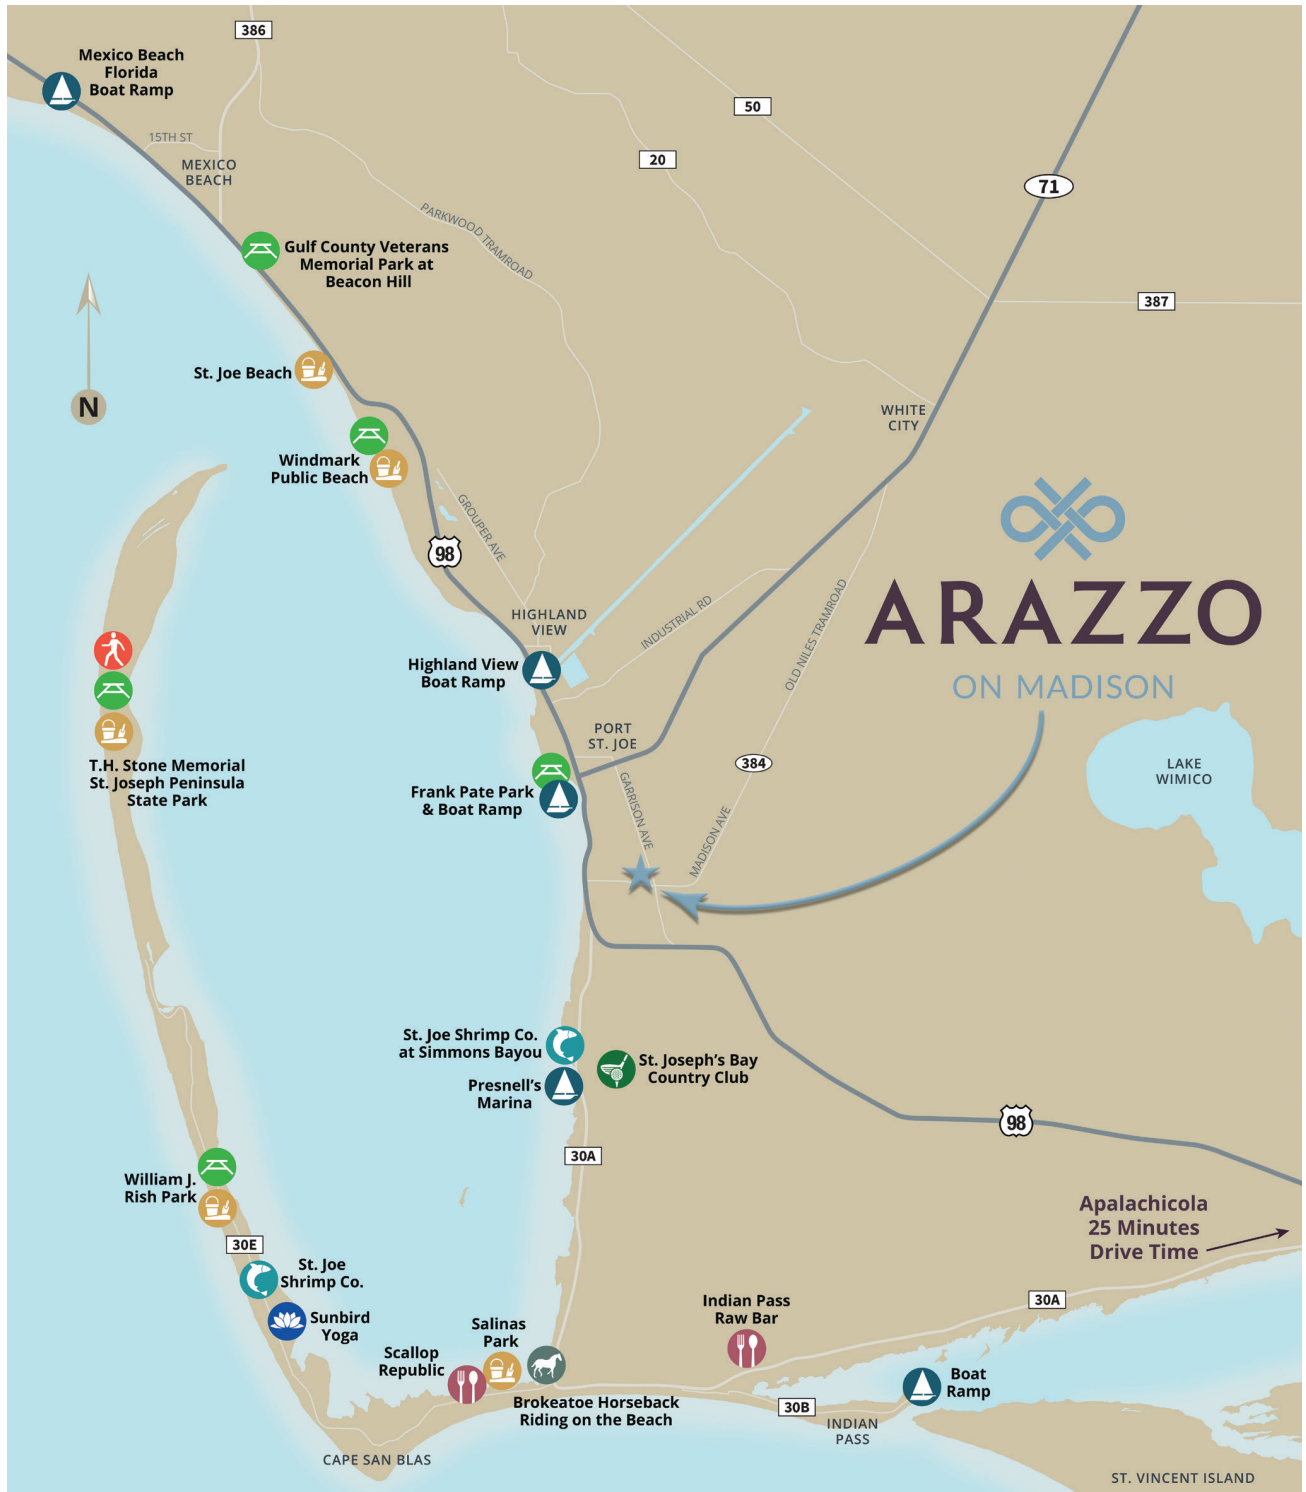 386
Mexico Beach
Florida
Boat Ramp
50
15TH ST
20
MEXICO
BEACH
71
PARKWOOD TRAMROAD
Gulf County Veterans
Memorial Park at
Beacon Hill
387
St. Joe Beach
N
WHITE
CITY
Windmark
Public Beach
GROUPER AVE
98
ARAZZO
ON MADISON
HIGHLAND
VIEW
INDUSTRIAL RD
OLD NILES TRAMROAD
Highland View
Boat Ramp
PORT
ST. JOE
384
LAKE
WIMICO
T.H. Stone Memorial
St. Joseph Peninsula
State Park
Frank Pate Park
& Boat Ramp
GARRISON AVE
MADISON AVE
St. Joe Shrimp Co.
at Simmons Bayou
St. Joseph's Bay
Country Club
Presnell's
Marina
98
30A
William J.
Rish Park
Apalachicola
25 Minutes
Drive Time
30E
St. Joe
Shrimp Co.
Sunbird
Yoga
Indian Pass
Raw Bar
30A
Salinas
Park
Scallop
Republic
Boat
Ramp
Brokeatoe Horseback
Riding on the Beach
30B
INDIAN
PASS
CAPE SAN BLAS
ST. VINCENT ISLAND